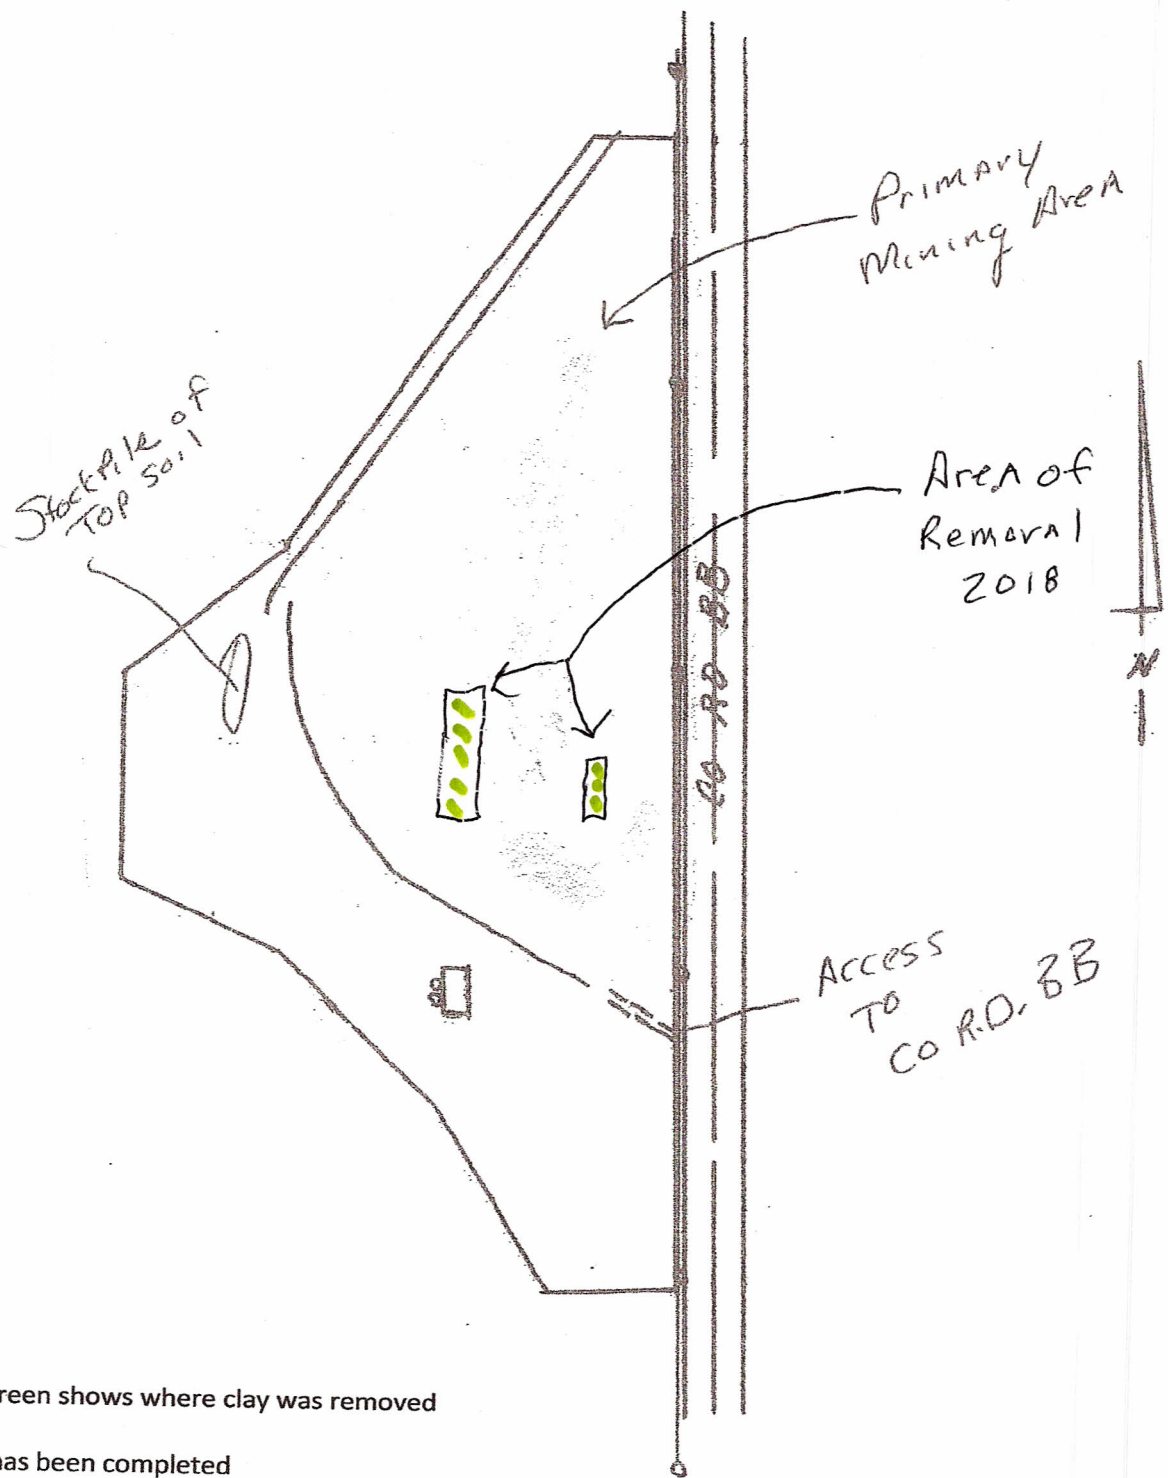 Primary
Mining Area
Stockpile of
Top Soil
Area of
Removal
2018
CO RD BB
N
Access
To
Co R.D. BB
reen shows where clay was removed
has been completed